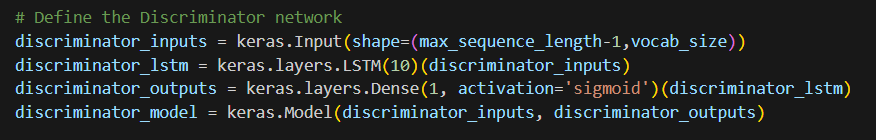 # Define the Discriminator network
discriminator_inputs = keras.Input(shape=(max_sequence_length-1,vocab_size))
discriminator_lstm = keras.layers.LSTM(10)(discriminator_inputs)
discriminator_outputs = keras.layers.Dense(1, activation='sigmoid')(discriminator_lstm)
discriminator_model = keras.Model(discriminator_inputs, discriminator_outputs)